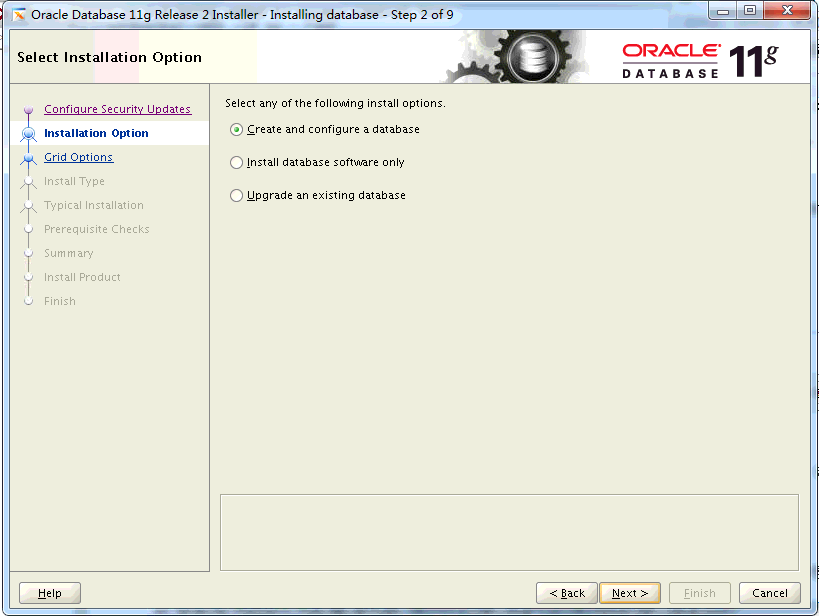 Oracle Database 11g Release 2 Installer - Installing database - Step 2 of 9
Select Installation Option
ORACLE
DATABASE
11g
Configure Security Updates
Installation Option
Grid Options
Install Type
Typical Installation
Prerequisite Checks
Summary
Install Product
Finish
Select any of the following install options.
Create and configure a database
Install database software only
Upgrade an existing database
Help
< Back
Next >
Finish
Cancel